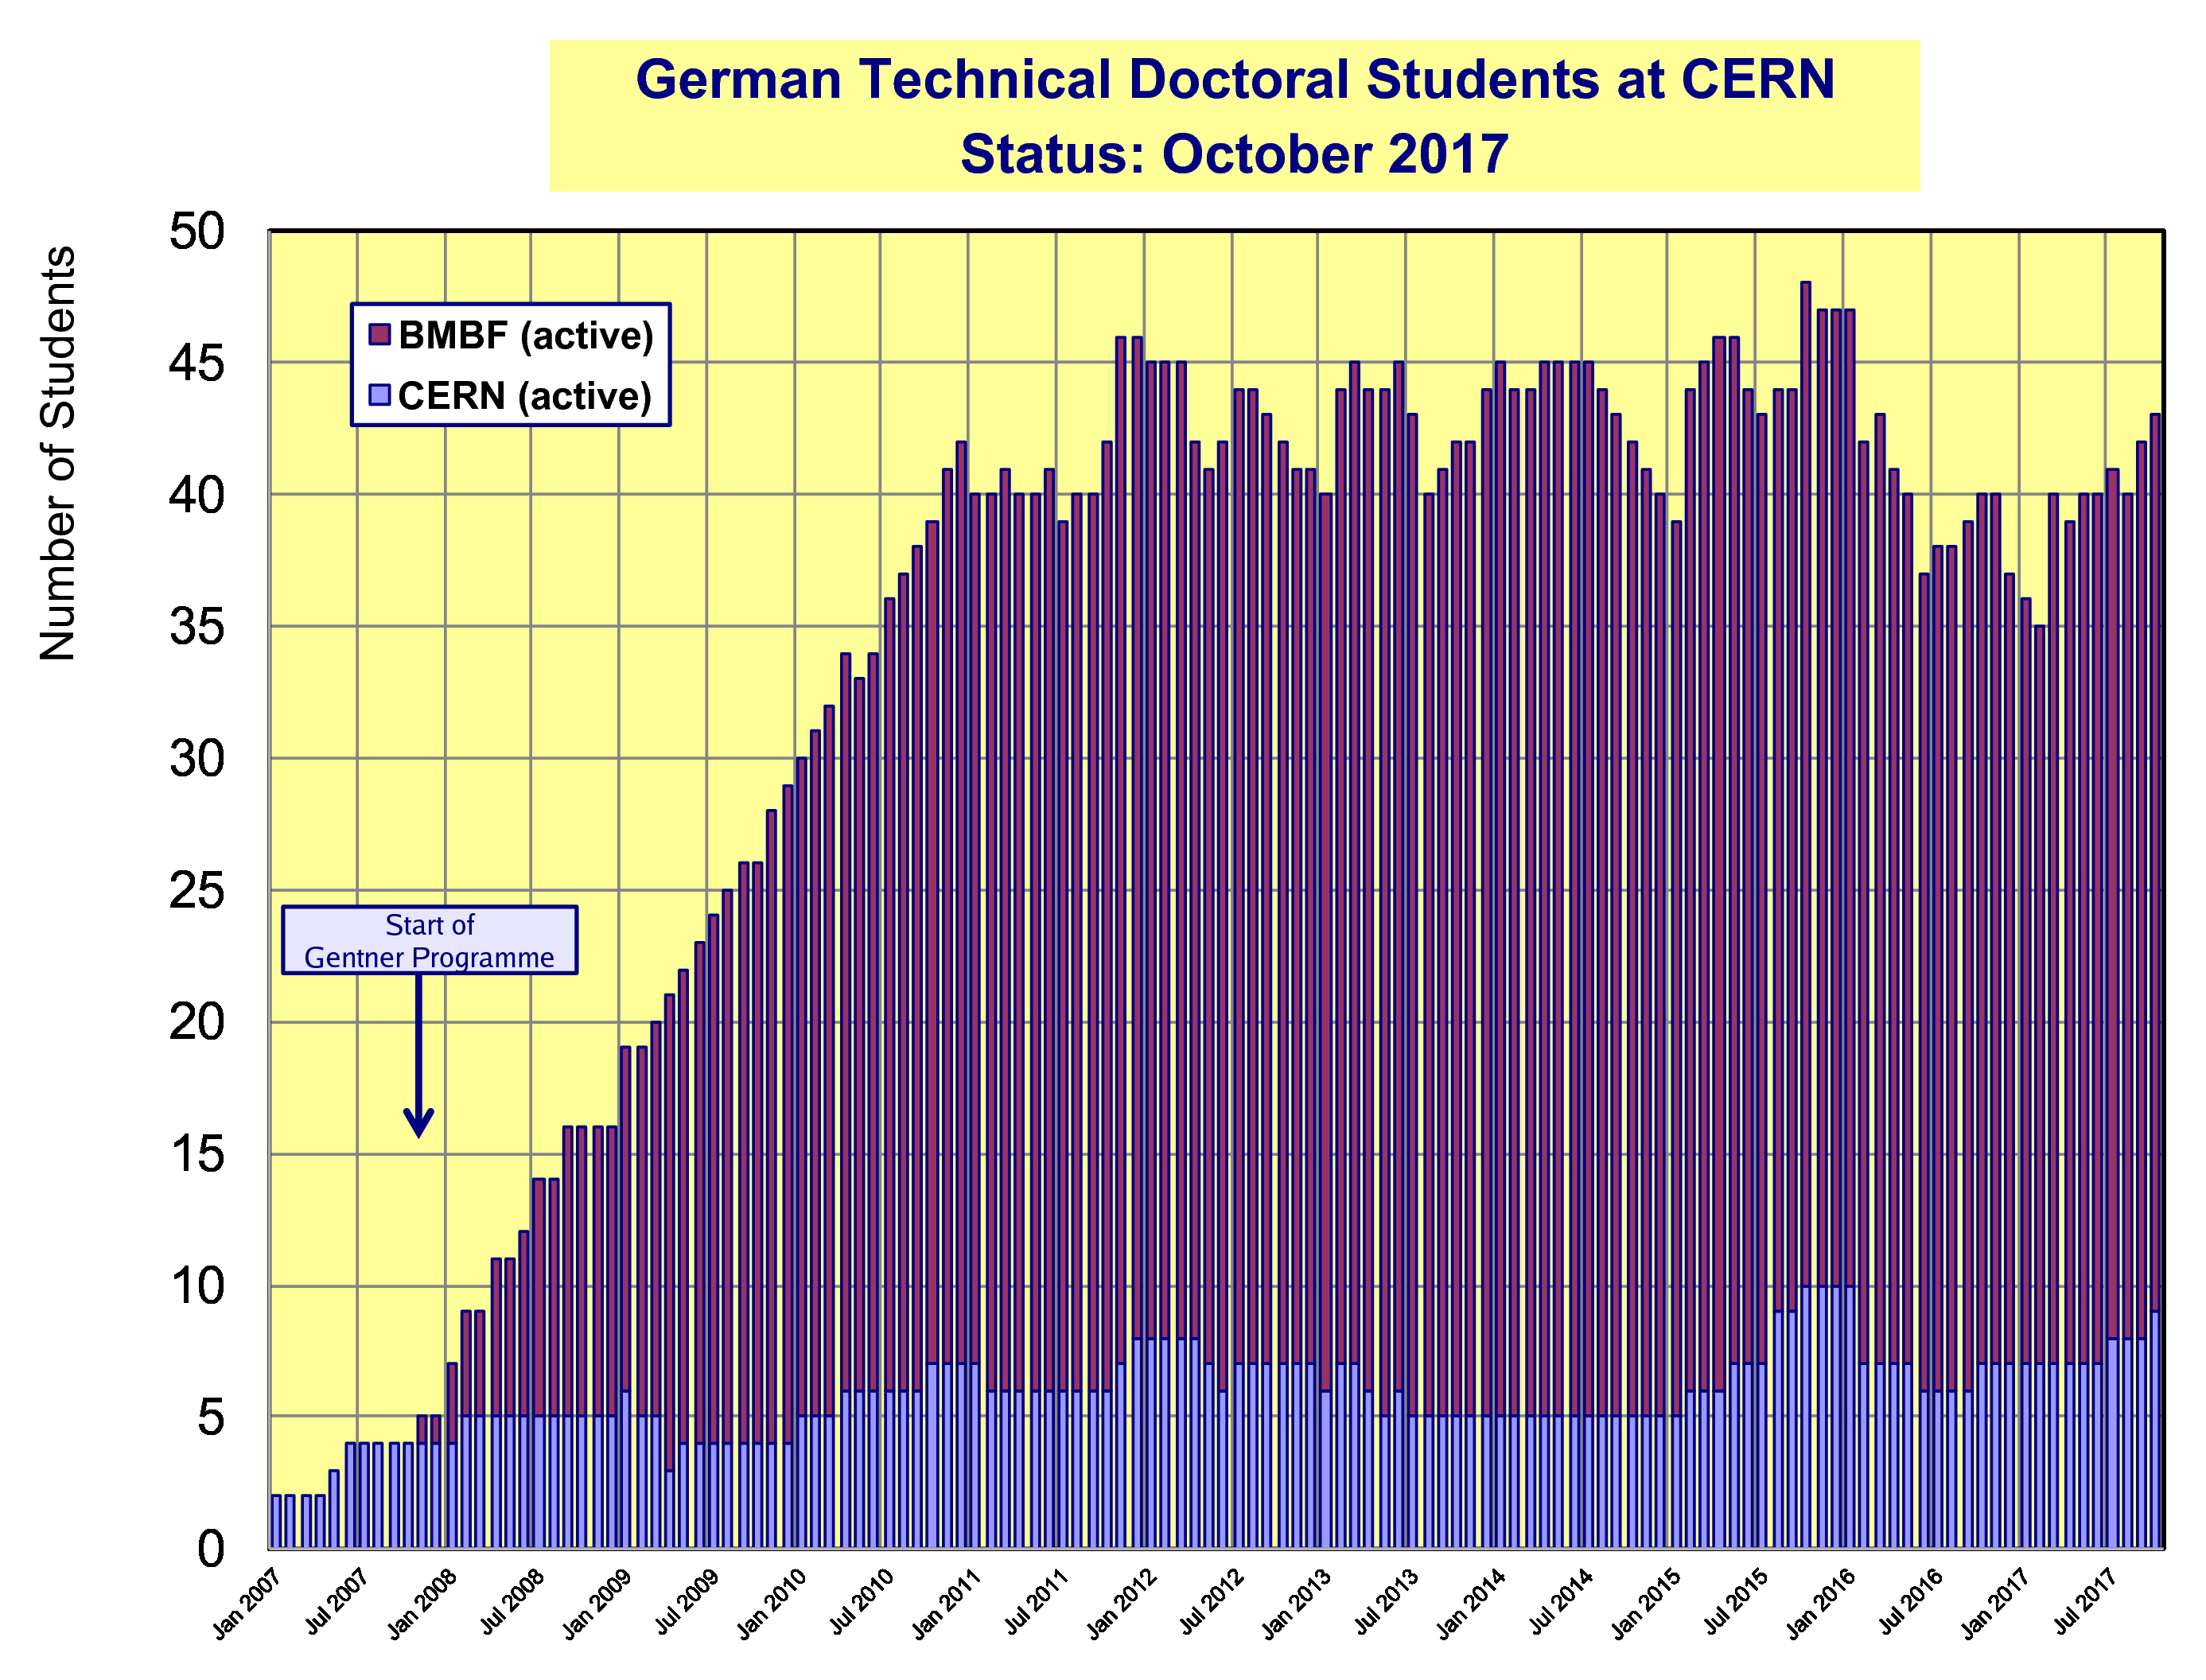 German Technical Doctoral Students at CERN
Status: October 2017
Number of Students
50
45
40
35
30
25
20
15
10
5
0
BMBF (active)
CERN (active)
Start of
Gentner Programme
Jan 2007
Jul 2007
Jan 2008
Jul 2008
Jan 2009
Jul 2009
Jan 2010
Jul 2010
Jan 2011
Jul 2011
Jan 2012
Jul 2012
Jan 2013
Jul 2013
Jan 2014
Jul 2014
Jan 2015
Jul 2015
Jan 2016
Jul 2016
Jan 2017
Jul 2017